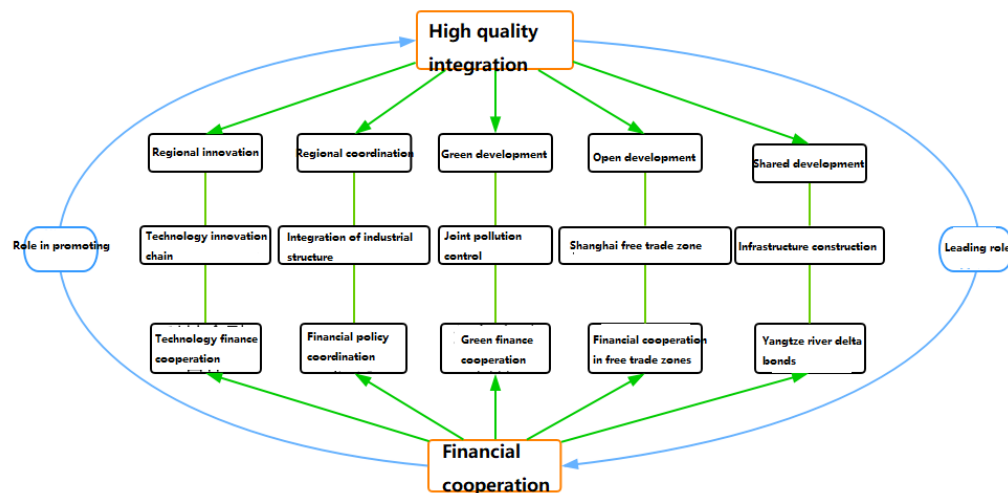 High quality
integration
Regional innovation
Regional coordination
Green development
Open development
Shared development
Role in promoting
Technology innovation
chain
Integration of industrial
structure
Joint pollution
control
Shanghai free trade zone
Infrastructure construction
Leading role
Technology finance
cooperation
Financial policy
coordination
Green finance
cooperation
Financial cooperation
in free trade zones
Yangtze river delta
bonds
Financial
cooperation